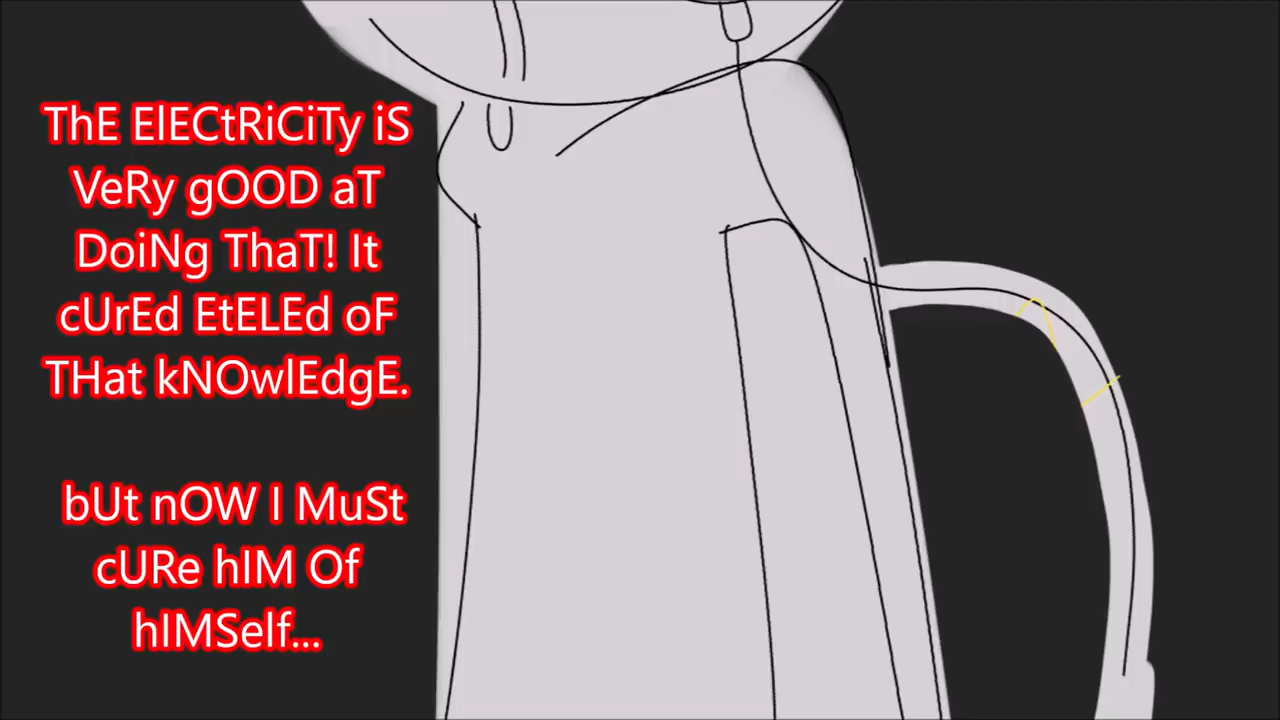 ThE ElECtRiCiTy iS
VeRy gOOD aT
DoiNg ThaT! It
cUrEd EtELEd oF
THat kNOwlEdgE.
bUt nOW I MuSt
cURe hIM Of
hIMSelf...